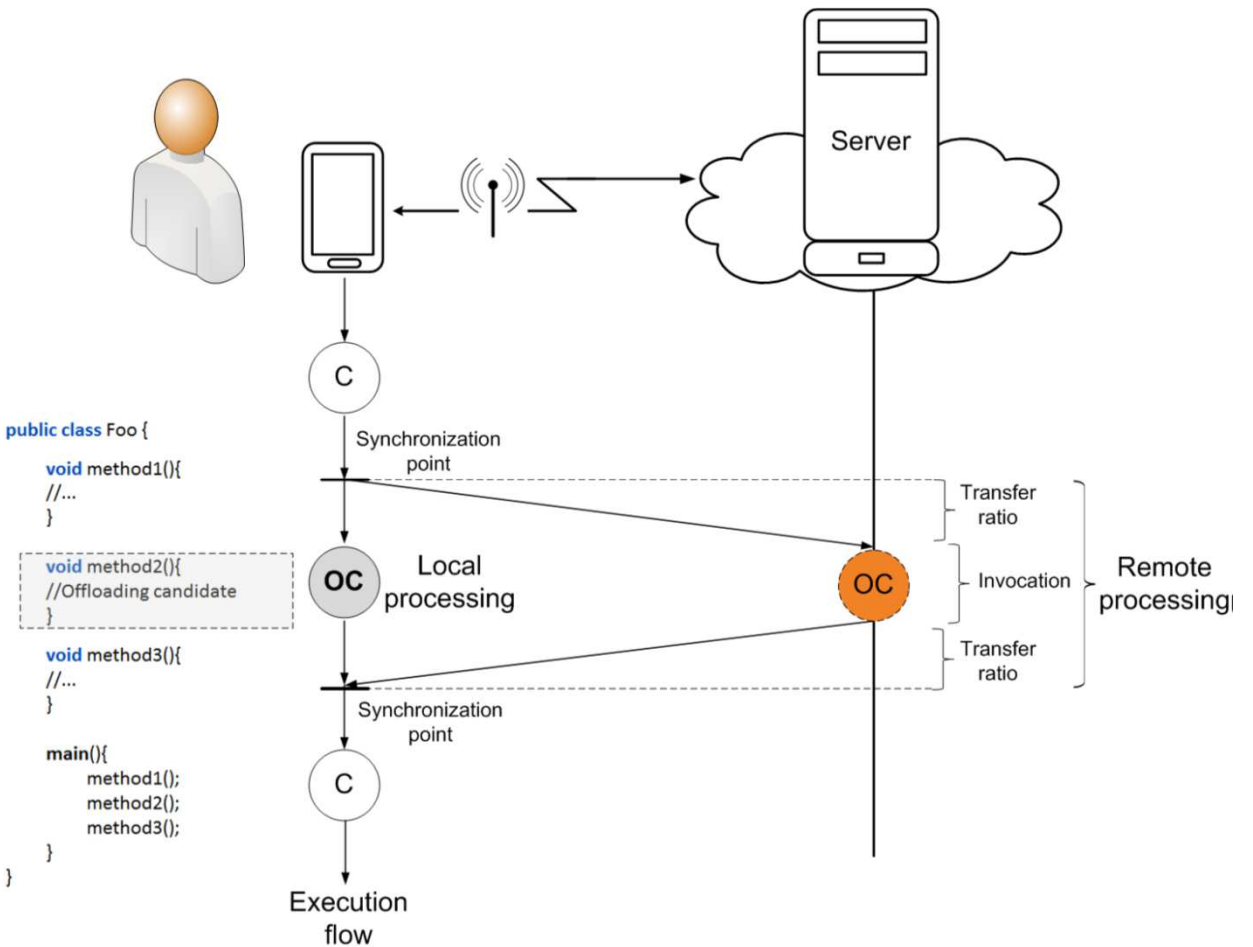 Server
C
public class Foo {
void method1(){
//...
}
void method2(){
//Offloading candidate
}
void method3(){
//...
}
main(){
method1();
method2();
method3();
}
}
Synchronization
point
OC
Local
processing
Synchronization
point
C
Execution
flow
OC
Transfer
ratio
Invocation
Transfer
ratio
Remote
processing